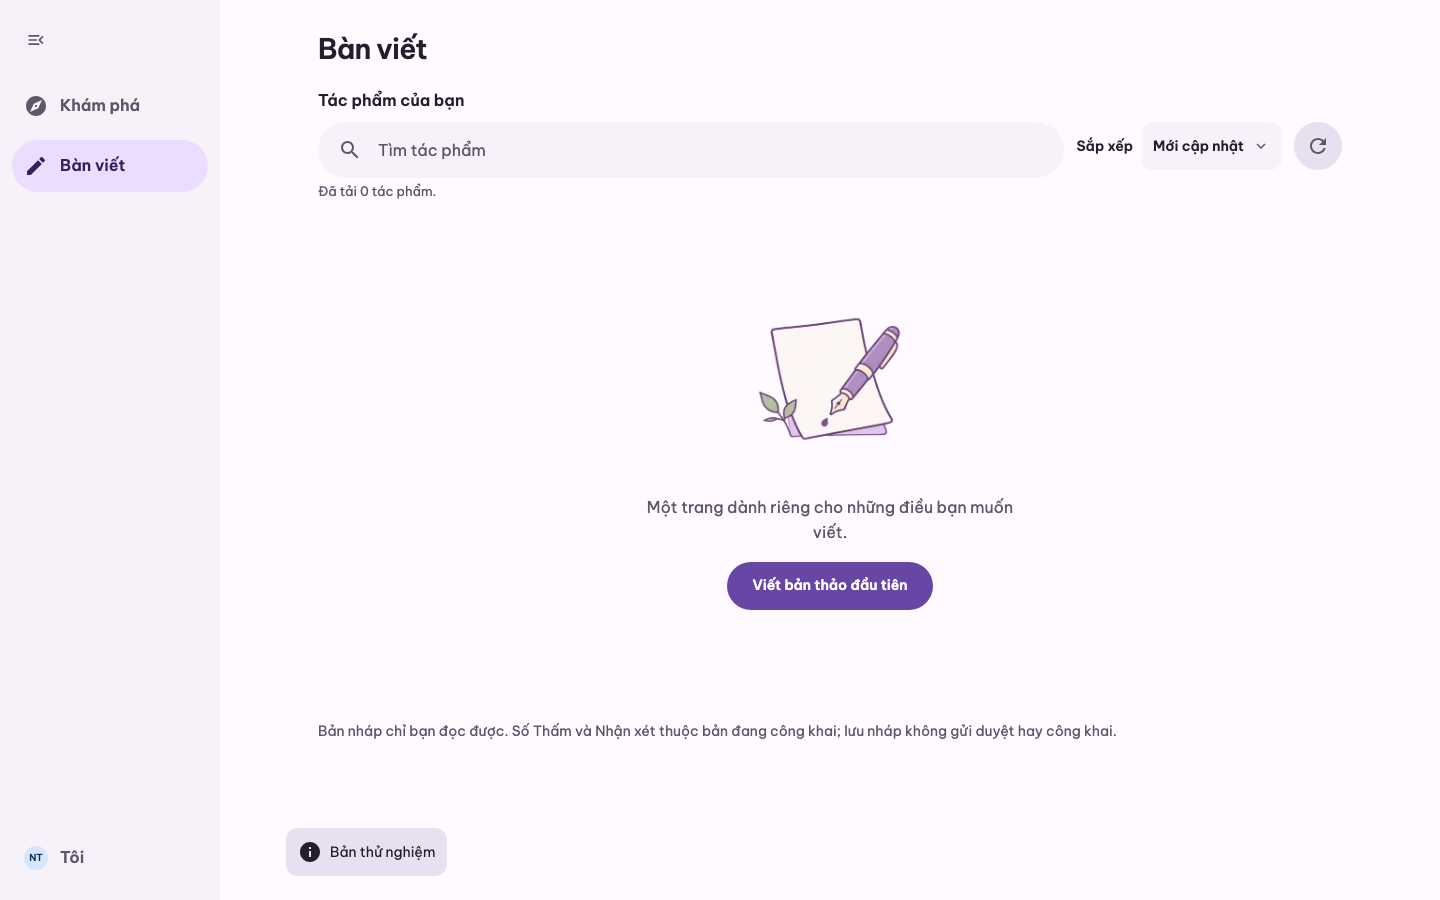 Khám phá
Bàn viết
Tôi
NT
Bàn viết
Tác phẩm của bạn
Tìm tác phẩm
Sắp xếp
Mới cập nhật
Đã tải 0 tác phẩm.
Một trang dành riêng cho những điều bạn muốn
viết.
Viết bản thảo đầu tiên
Bản nháp chỉ bạn đọc được. Số Thấm và Nhận xét thuộc bản đang công khai; lưu nháp không gửi duyệt hay công khai.
Bản thử nghiệm